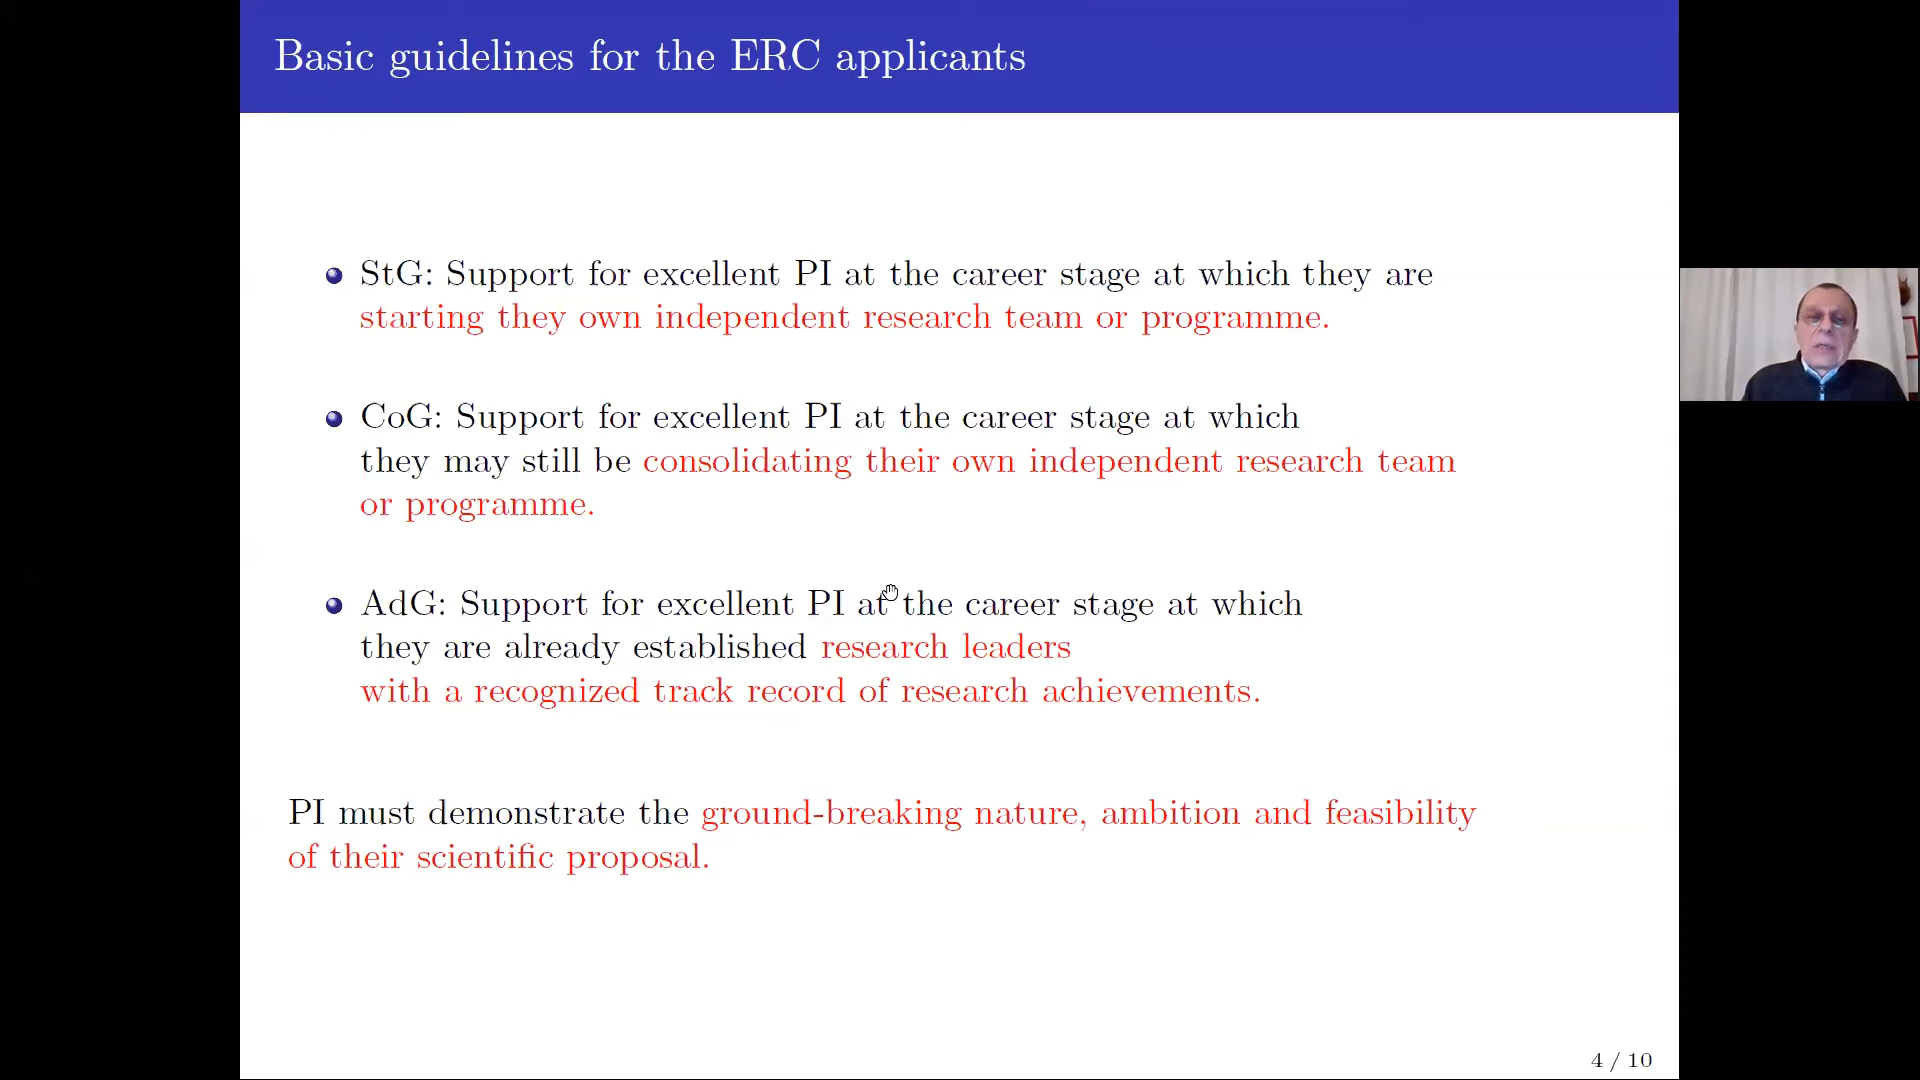 Basic guidelines for the ERC applicants
StG: Support for excellent PI at the career stage at which they are
starting they own independent research team or programme.
CoG: Support for excellent PI at the career stage at which
they may still be consolidating their own independent research team
or programme.
AdG: Support for excellent PI at the career stage at which
they are already established research leaders
with a recognized track record of research achievements.
PI must demonstrate the ground-breaking nature, ambition and feasibility
of their scientific proposal.
4 / 10